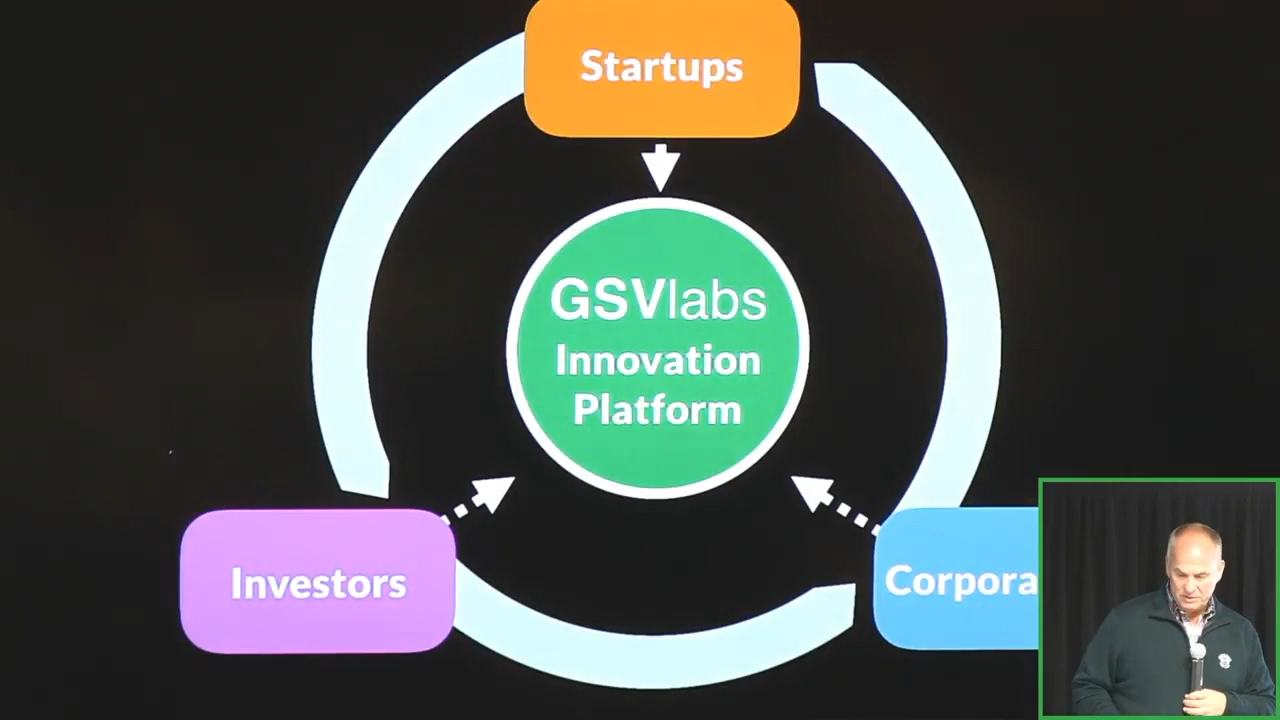 Startups
GSVlabs
Innovation
Platform
Investors
Corpora